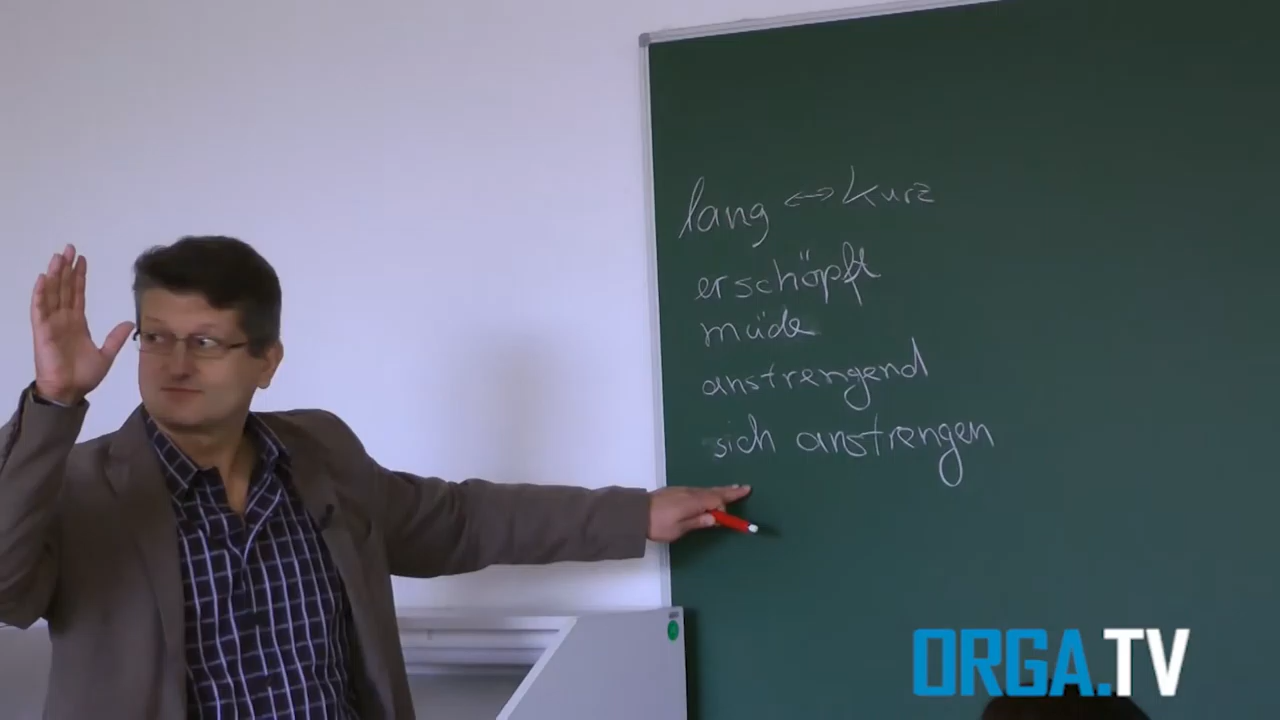 lang ↔ kurz
erschöpft
müde
anstrengend
sich anstrengen
ORGA.TV